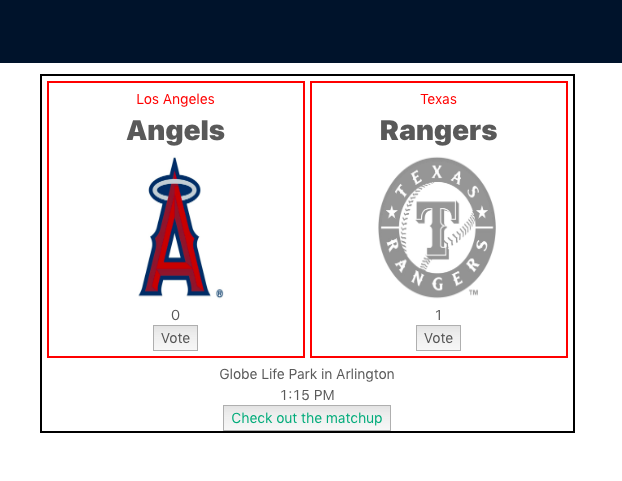 Los Angeles
Angels
A
®
0
Vote
Texas
Rangers
TEXAS
T
RANGERS
™
1
Vote
Globe Life Park in Arlington
1:15 PM
Check out the matchup